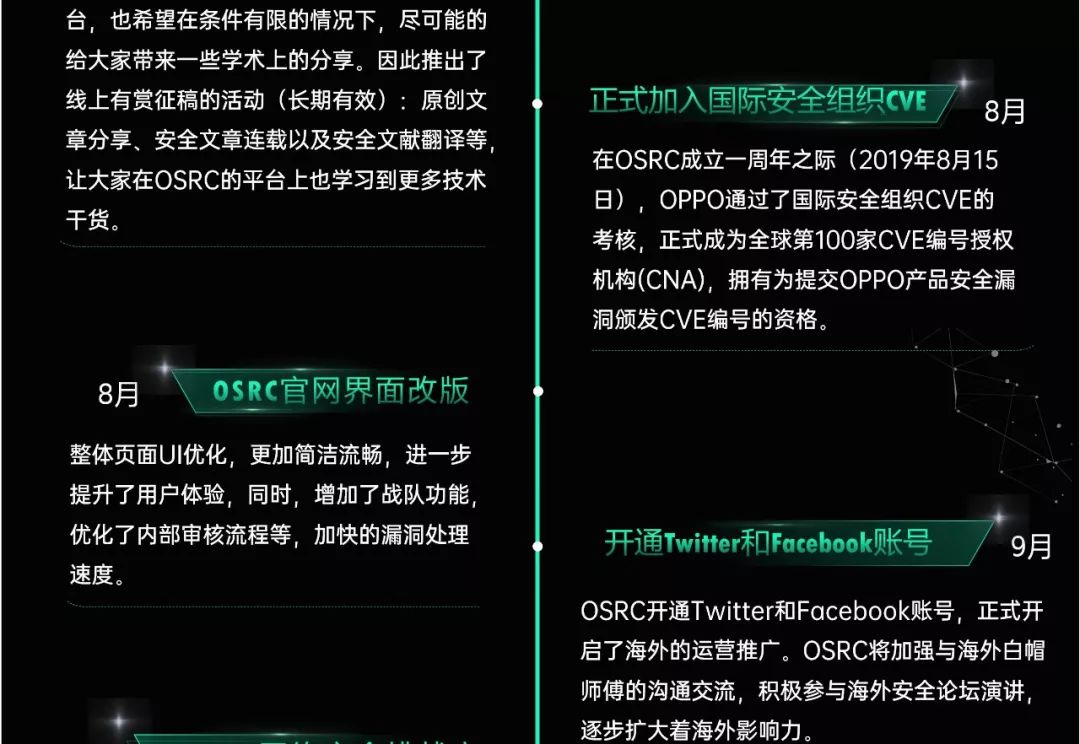 台，也希望在条件有限的情况下，尽可能的
给大家带来一些学术上的分享。因此推出了
线上有赏征稿的活动（长期有效）：原创文
章分享、安全文章连载以及安全文献翻译等，
让大家在OSRC的平台上也学习到更多技术
干货。
正式加入国际安全组织CVE
8月
在OSRC成立一周年之际（2019年8月15
日），OPPO通过了国际安全组织CVE的
考核，正式成为全球第100家CVE编号授权
机构(CNA)，拥有为提交OPPO产品安全漏
洞颁发CVE编号的资格。
8月
OSRC官网界面改版
整体页面UI优化，更加简洁流畅，进一步
提升了用户体验，同时，增加了战队功能，
优化了内部审核流程等，加快的漏洞处理
速度。
开通Twitter和Facebook账号
9月
OSRC开通Twitter和Facebook账号，正式开
启了海外的运营推广。OSRC将加强与海外白帽
师傅的沟通交流，积极参与海外安全论坛演讲，
逐步扩大着海外影响力。